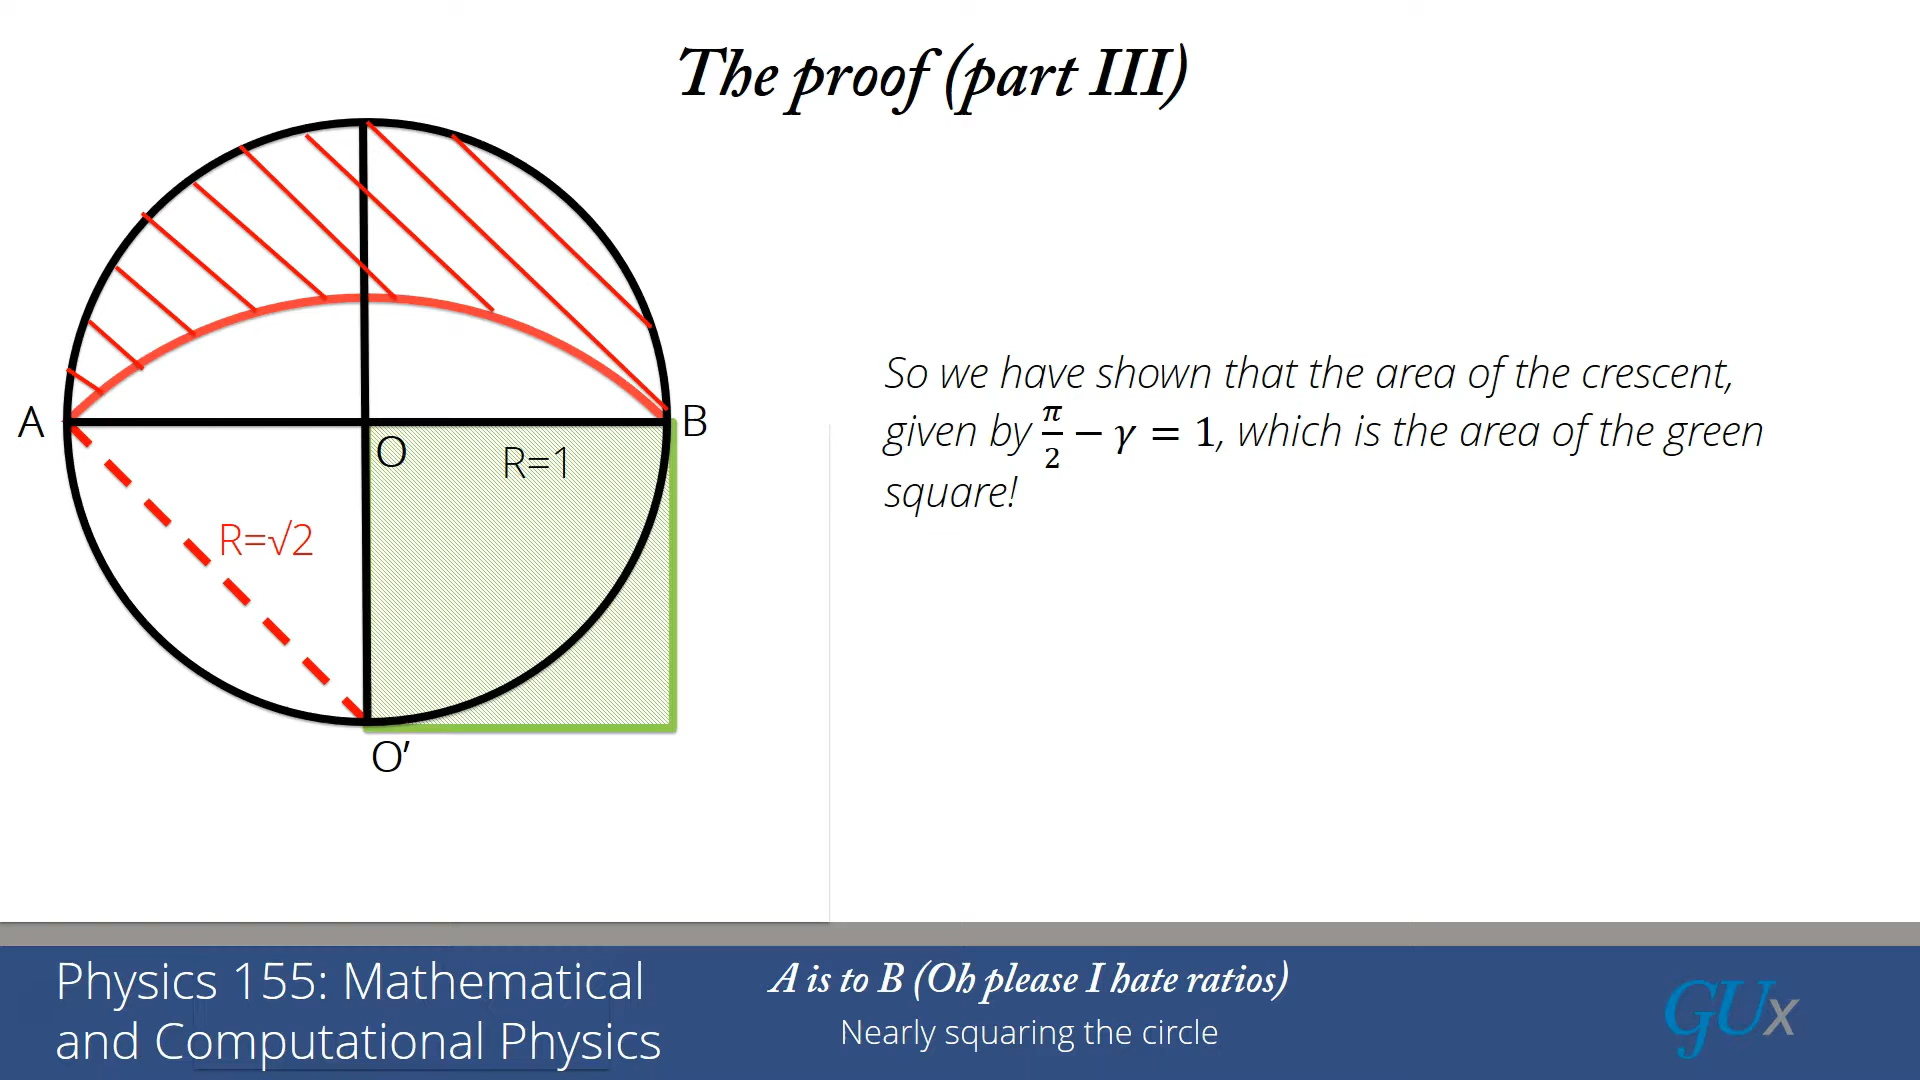 The proof (part III)
A
B
O
R=1
R=√2
O’
So we have shown that the area of the crescent,
given by π/2 − γ = 1, which is the area of the green
square!
Physics 155: Mathematical
and Computational Physics
A is to B (Oh please I hate ratios)
Nearly squaring the circle
GUx